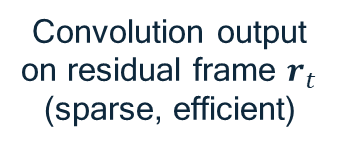 Convolution output
on residual frame r_t
(sparse, efficient)